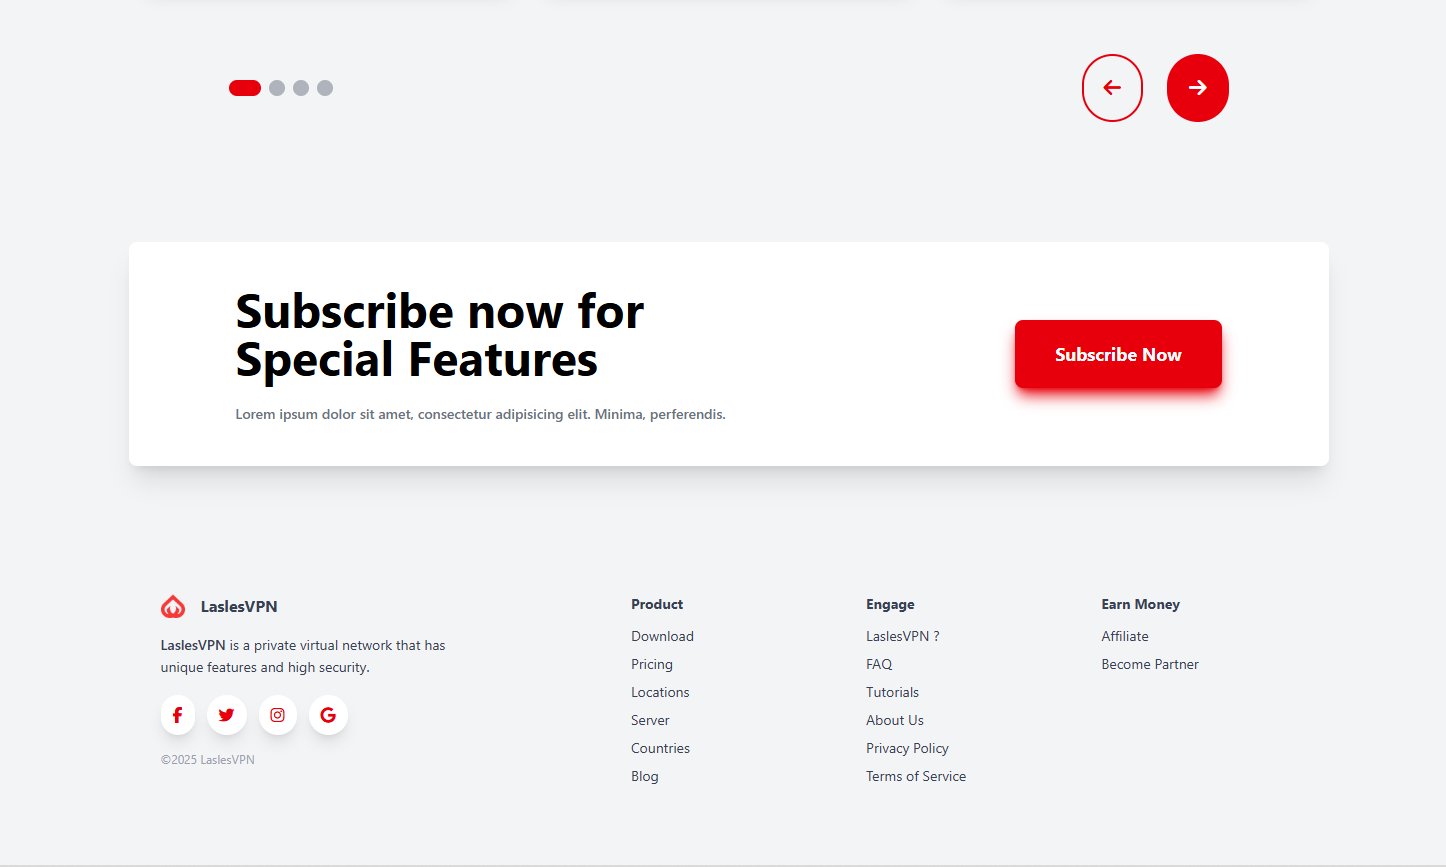 Subscribe now for
Special Features
Lorem ipsum dolor sit amet, consectetur adipisicing elit. Minima, perferendis.
Subscribe Now
LaslesVPN
LaslesVPN is a private virtual network that has
unique features and high security.
©2025 LaslesVPN
Product
Download
Pricing
Locations
Server
Countries
Blog
Engage
LaslesVPN ?
FAQ
Tutorials
About Us
Privacy Policy
Terms of Service
Earn Money
Affiliate
Become Partner